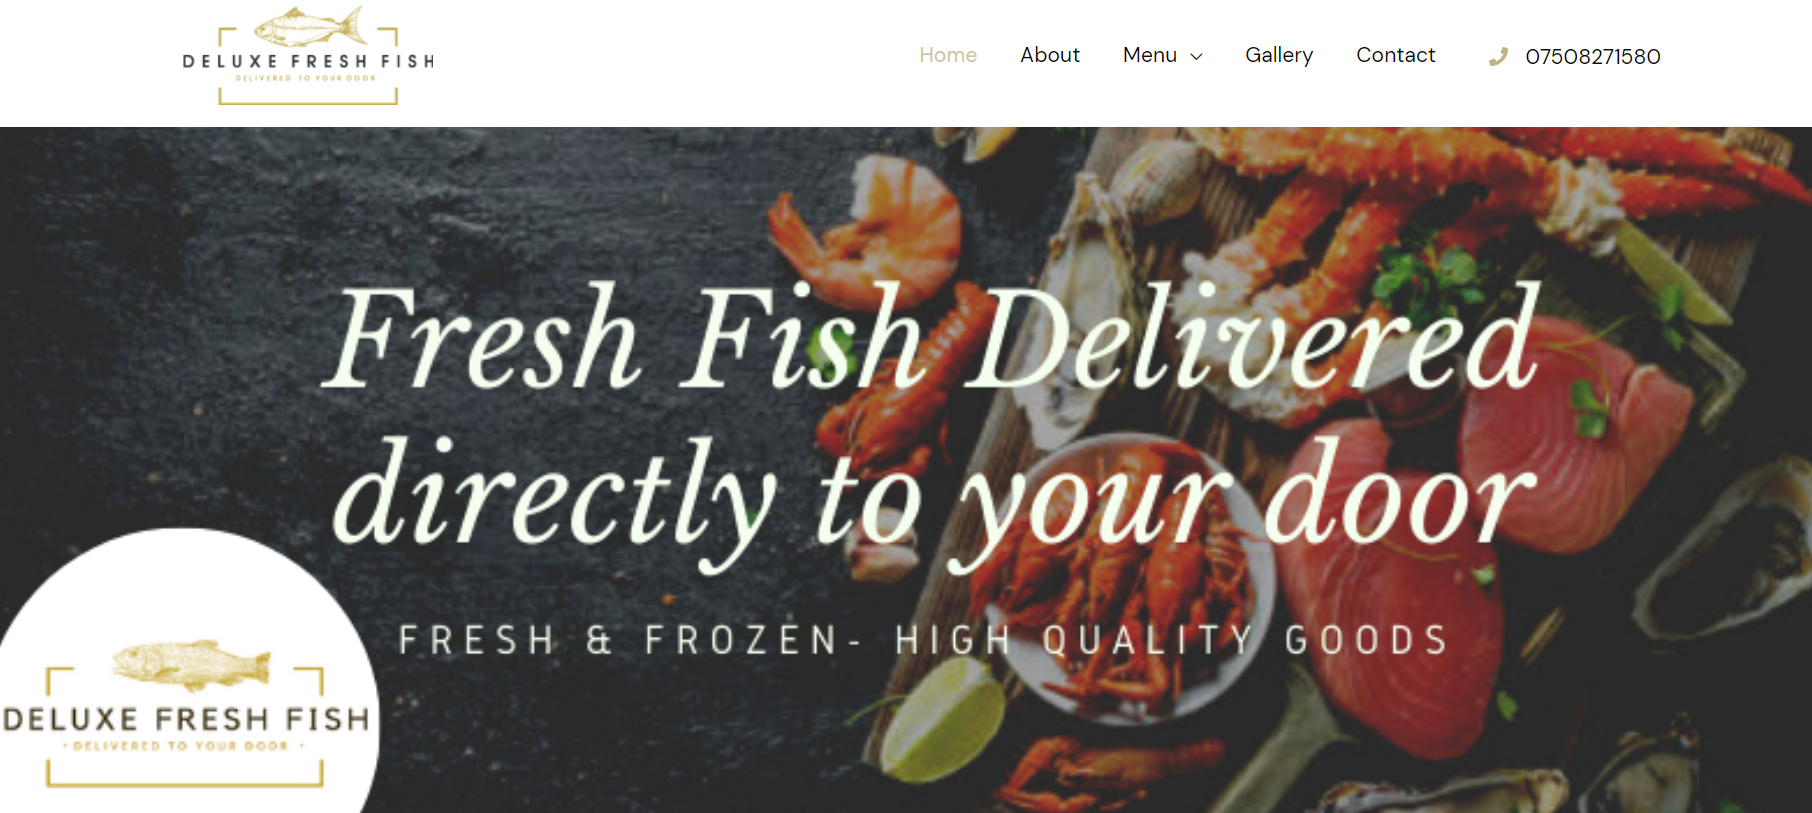 DELUXE FRESH FISH
DELIVERED TO YOUR DOOR
Home About Menu Gallery Contact 07508271580
Fresh Fish Delivered
directly to your door
FRESH & FROZEN- HIGH QUALITY GOODS
DELUXE FRESH FISH
· DELIVERED TO YOUR DOOR ·